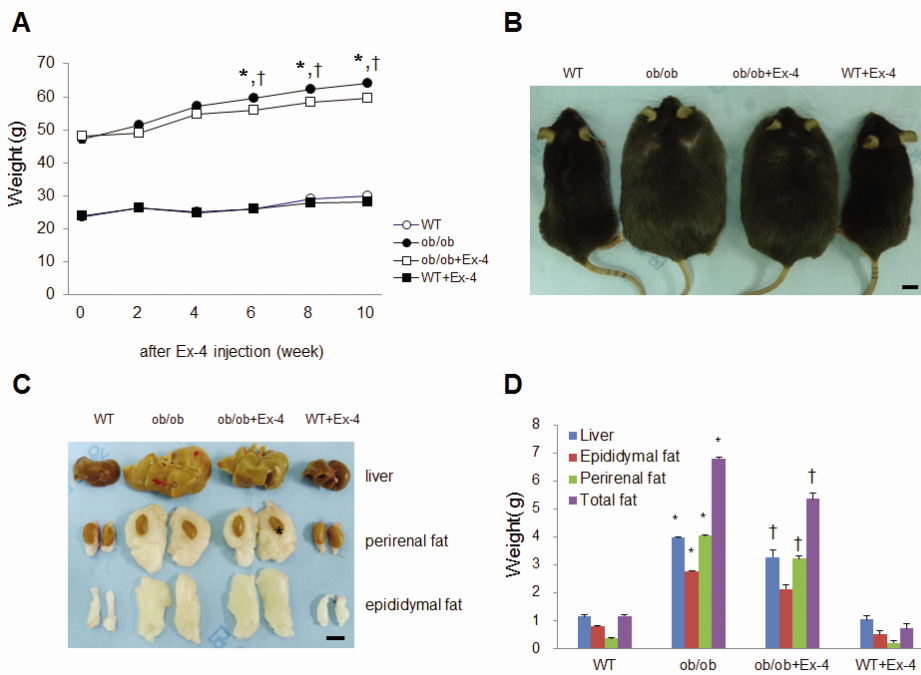 A
*,†
*,†
*,†
70
60
50
40
30
20
10
0
Weight (g)
0 2 4 6 8 10
after Ex-4 injection (week)
WT
ob/ob
ob/ob+Ex-4
WT+Ex-4
B
WT ob/ob ob/ob+Ex-4 WT+Ex-4
C
WT ob/ob ob/ob+Ex-4 WT+Ex-4
liver
perirenal fat
*
epididymal fat
D
8
7
6
5
4
3
2
1
0
Weight( g)
Liver
Epididymal fat
Perirenal fat
Total fat
* * * *
† † †
WT ob/ob ob/ob+Ex-4 WT+Ex-4